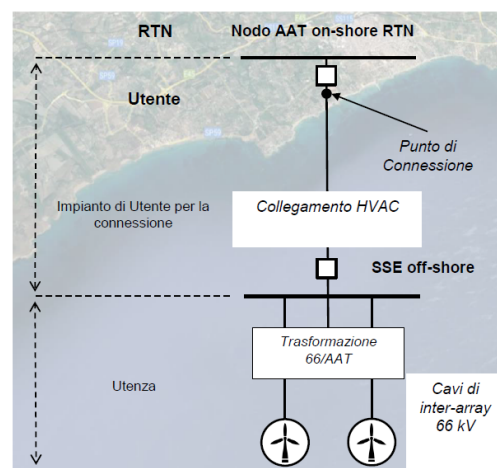 RTN
Nodo AAT on-shore RTN
Utente
Punto di
Connessione
Impianto di Utente per la
connessione
Collegamento HVAC
SSE off-shore
Trasformazione
66/AAT
Utenza
Cavi di
inter-array
66 kV